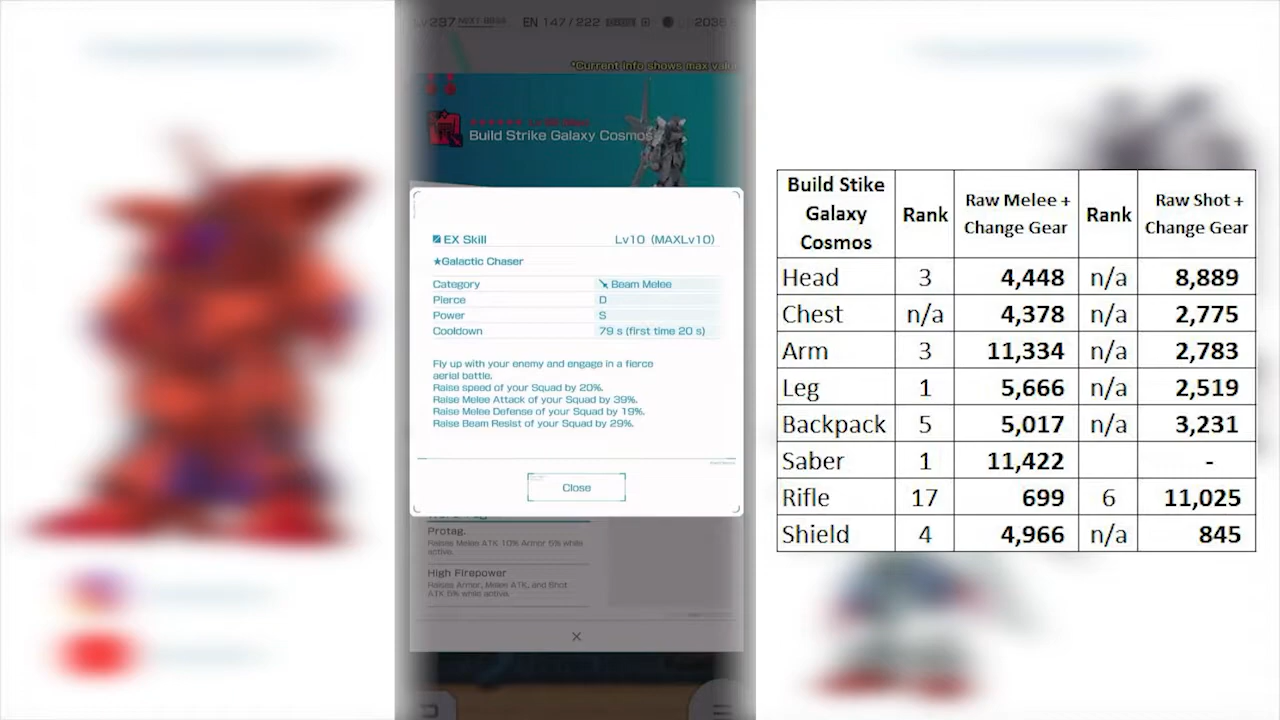 EN 147/222
*Current info shows max
Build Strike Galaxy Cosmos
EX Skill Lv10 (MAXLv10)
★Galactic Chaser
Category Beam Melee
Pierce D
Power S
Cooldown 79 s (first time 20 s)
Fly up with your enemy and engage in a fierce
aerial battle.
Raise speed of your Squad by 20%.
Raise Melee Attack of your Squad by 39%.
Raise Melee Defense of your Squad by 19%.
Raise Beam Resist of your Squad by 29%.
Close
Protag.
Raises Melee ATK 10% Armor 5% while
active.
High Firepower
Raises Armor, Melee ATK, and Shot
ATK 6% while active.
Build Stike Galaxy Cosmos Rank Raw Melee + Change Gear Rank Raw Shot + Change Gear
Head 3 4,448 n/a 8,889
Chest n/a 4,378 n/a 2,775
Arm 3 11,334 n/a 2,783
Leg 1 5,666 n/a 2,519
Backpack 5 5,017 n/a 3,231
Saber 1 11,422 -
Rifle 17 699 6 11,025
Shield 4 4,966 n/a 845